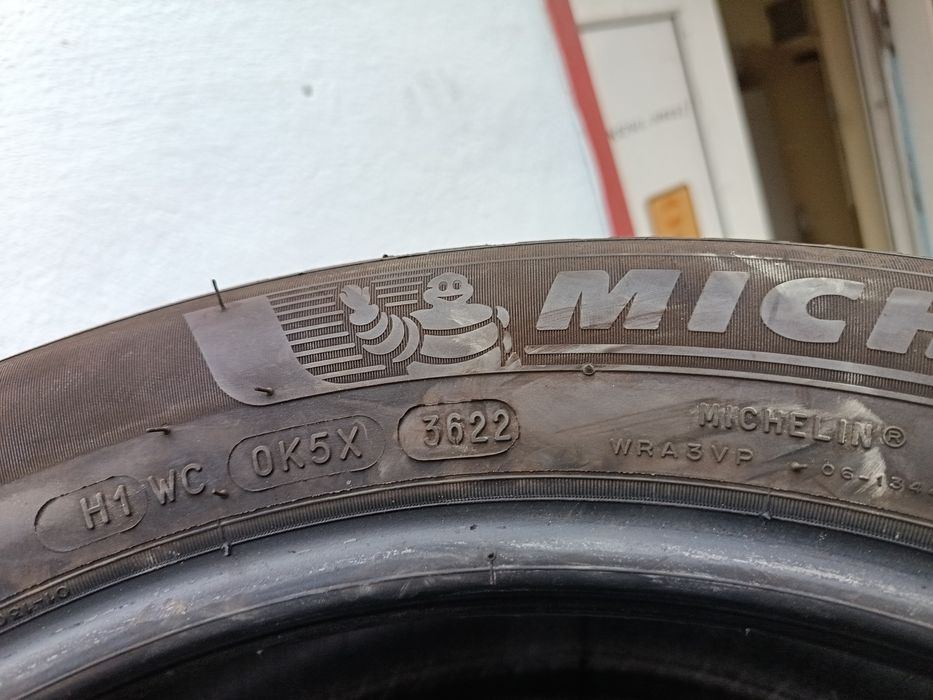 MICH
H1 WC 0K5X 3622
MICHELIN®
WRA3VP